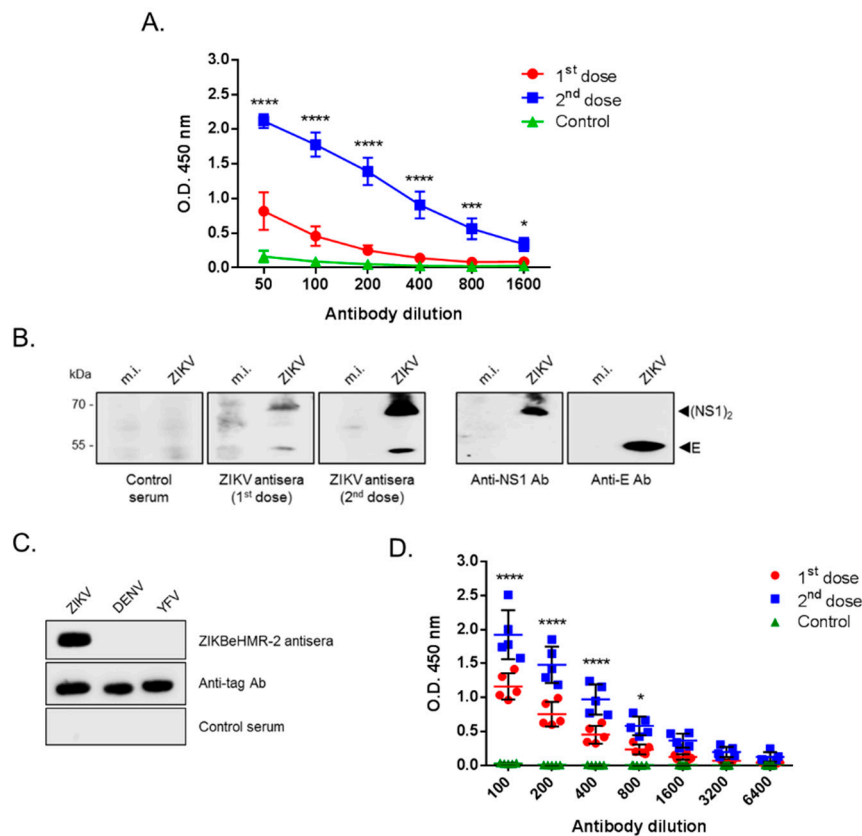 A.
3.0
2.5
2.0
1.5
1.0
0.5
0.0
O.D. 450 nm
**** **** **** **** *** *
50 100 200 400 800 1600
Antibody dilution
1st dose
2nd dose
Control
B.
kDa
70 -
55 -
m.i. ZIKV m.i. ZIKV m.i. ZIKV m.i. ZIKV m.i. ZIKV
(NS1)2
E
Control serum
ZIKV antisera (1st dose)
ZIKV antisera (2nd dose)
Anti-NS1 Ab
Anti-E Ab
C.
ZIKV DENV YFV
ZIKBeHMR-2 antisera
Anti-tag Ab
Control serum
D.
3.0
2.5
2.0
1.5
1.0
0.5
0.0
O.D. 450 nm
**** **** **** *
100 200 400 800 1600 3200 6400
Antibody dilution
1st dose
2nd dose
Control